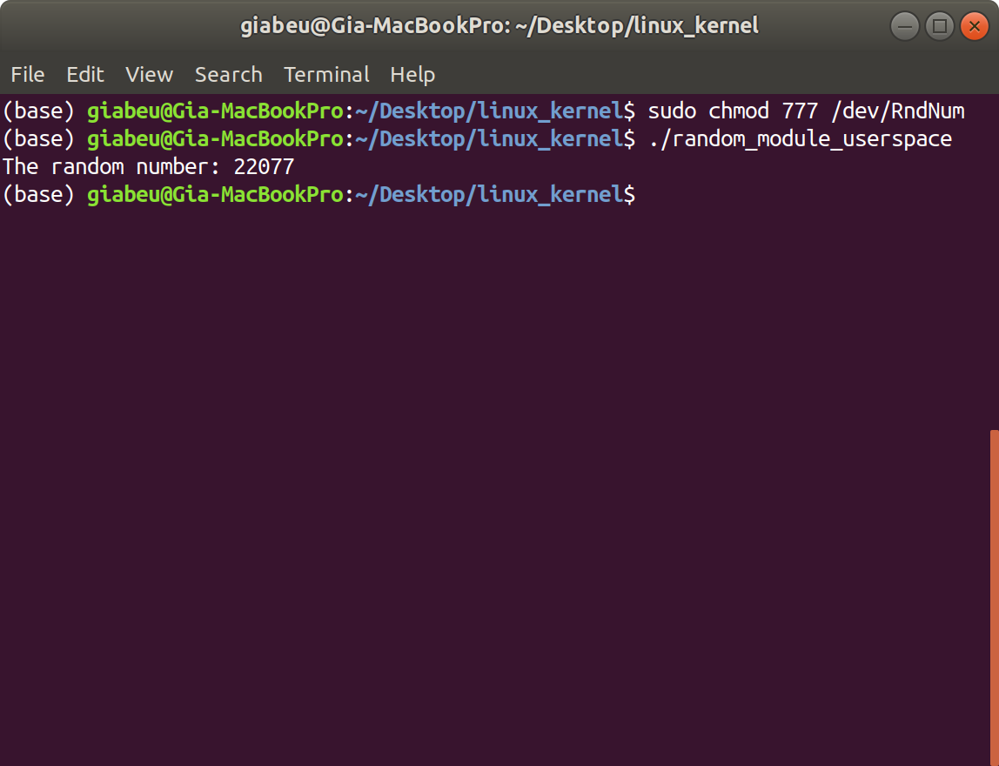 giabeu@Gia-MacBookPro: ~/Desktop/linux_kernel
File Edit View Search Terminal Help
(base) giabeu@Gia-MacBookPro:~/Desktop/linux_kernel$ sudo chmod 777 /dev/RndNum
(base) giabeu@Gia-MacBookPro:~/Desktop/linux_kernel$ ./random_module_userspace
The random number: 22077
(base) giabeu@Gia-MacBookPro:~/Desktop/linux_kernel$